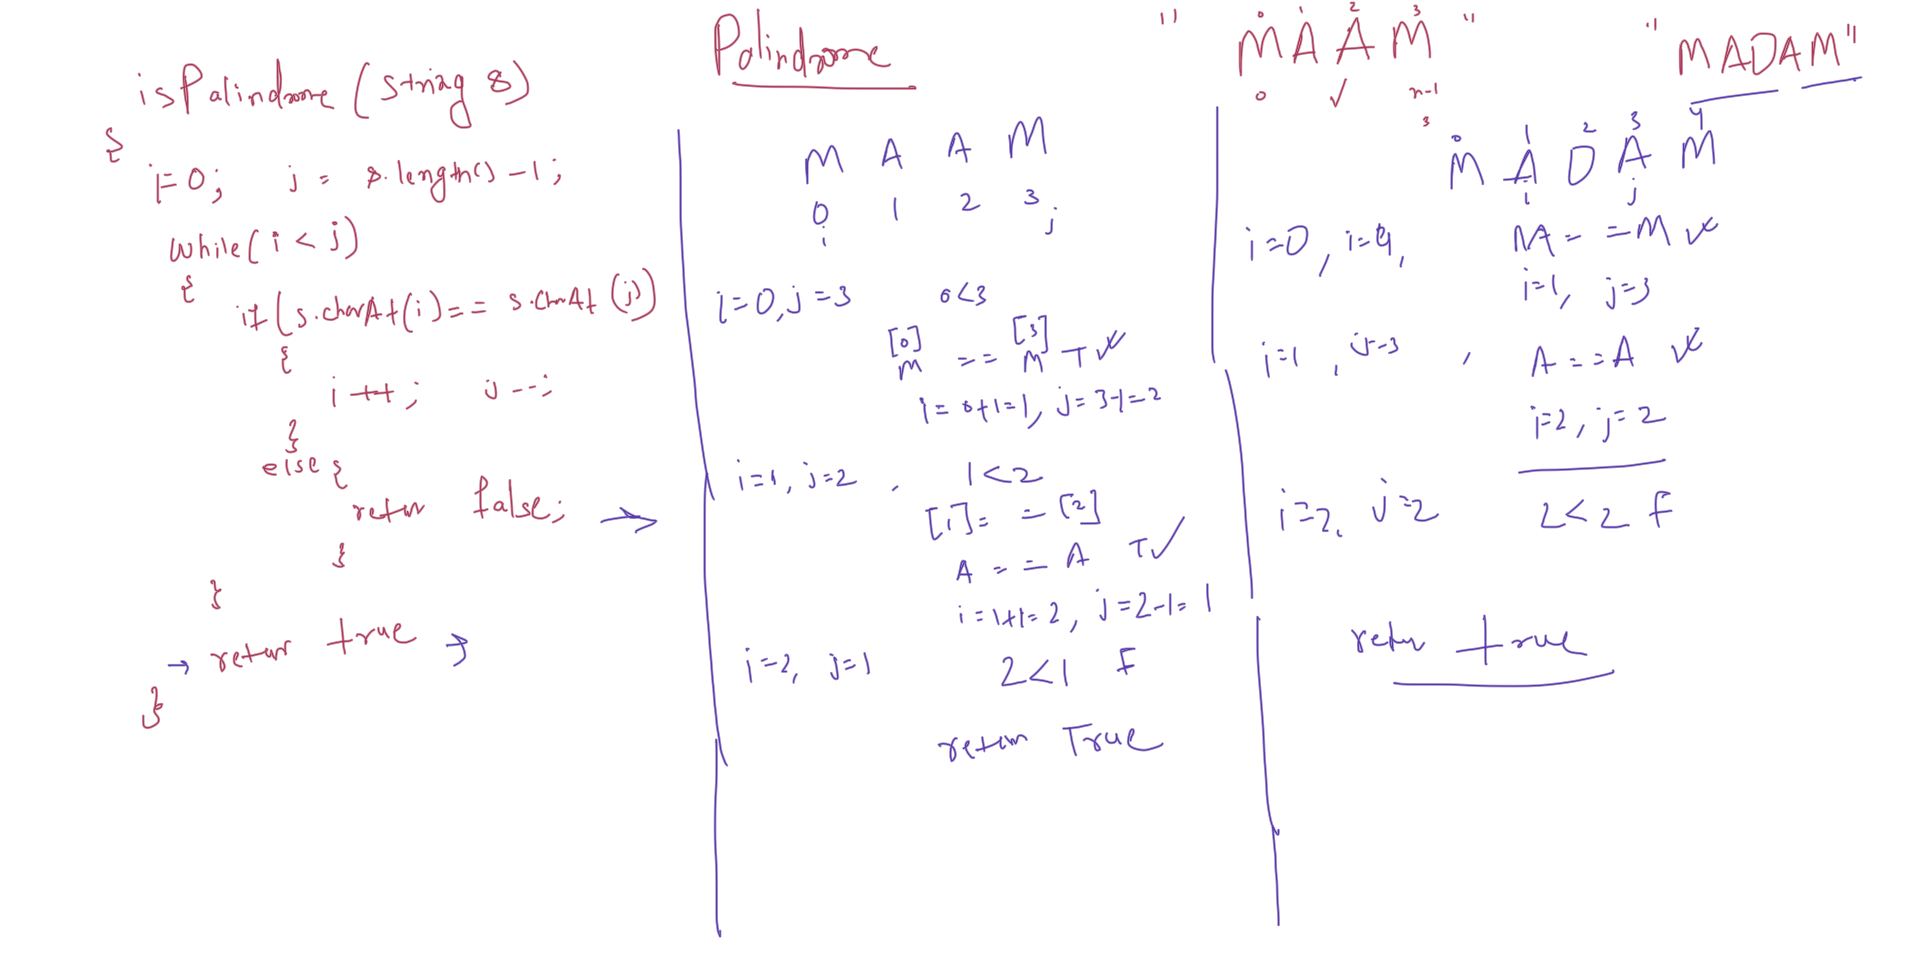 Palindrome
isPalindrome (string s)
{
i=0; j = s.length() -1;
while( i < j)
{
if (s.charAt(i) == s.charAt (j))
{
i ++; j --;
}
else {
return false; →
}
}
→ return true →
}
M A A M
0 1 2 3
i j
i=0, j=3 0<3
[0] [3]
M == M T ✓
i= 0+1=1, j= 3-1=2
i=1, j=2 , 1<2
[1]= = [2]
A == A T ✓
i = 1+1= 2, j=2-1= 1
i=2, j=1 2<1 F
return True
0 1 2 3
" M A A M "
0 ✓ n-1
3
"MADAM"
0 1 2 3 4
M A D A M
i j
i=0, i=4, M= =M ✓
i=1, j=3
i=1 , j=3 , A==A ✓
i=2, j=2
i=2, j=2 2<2 F
return true